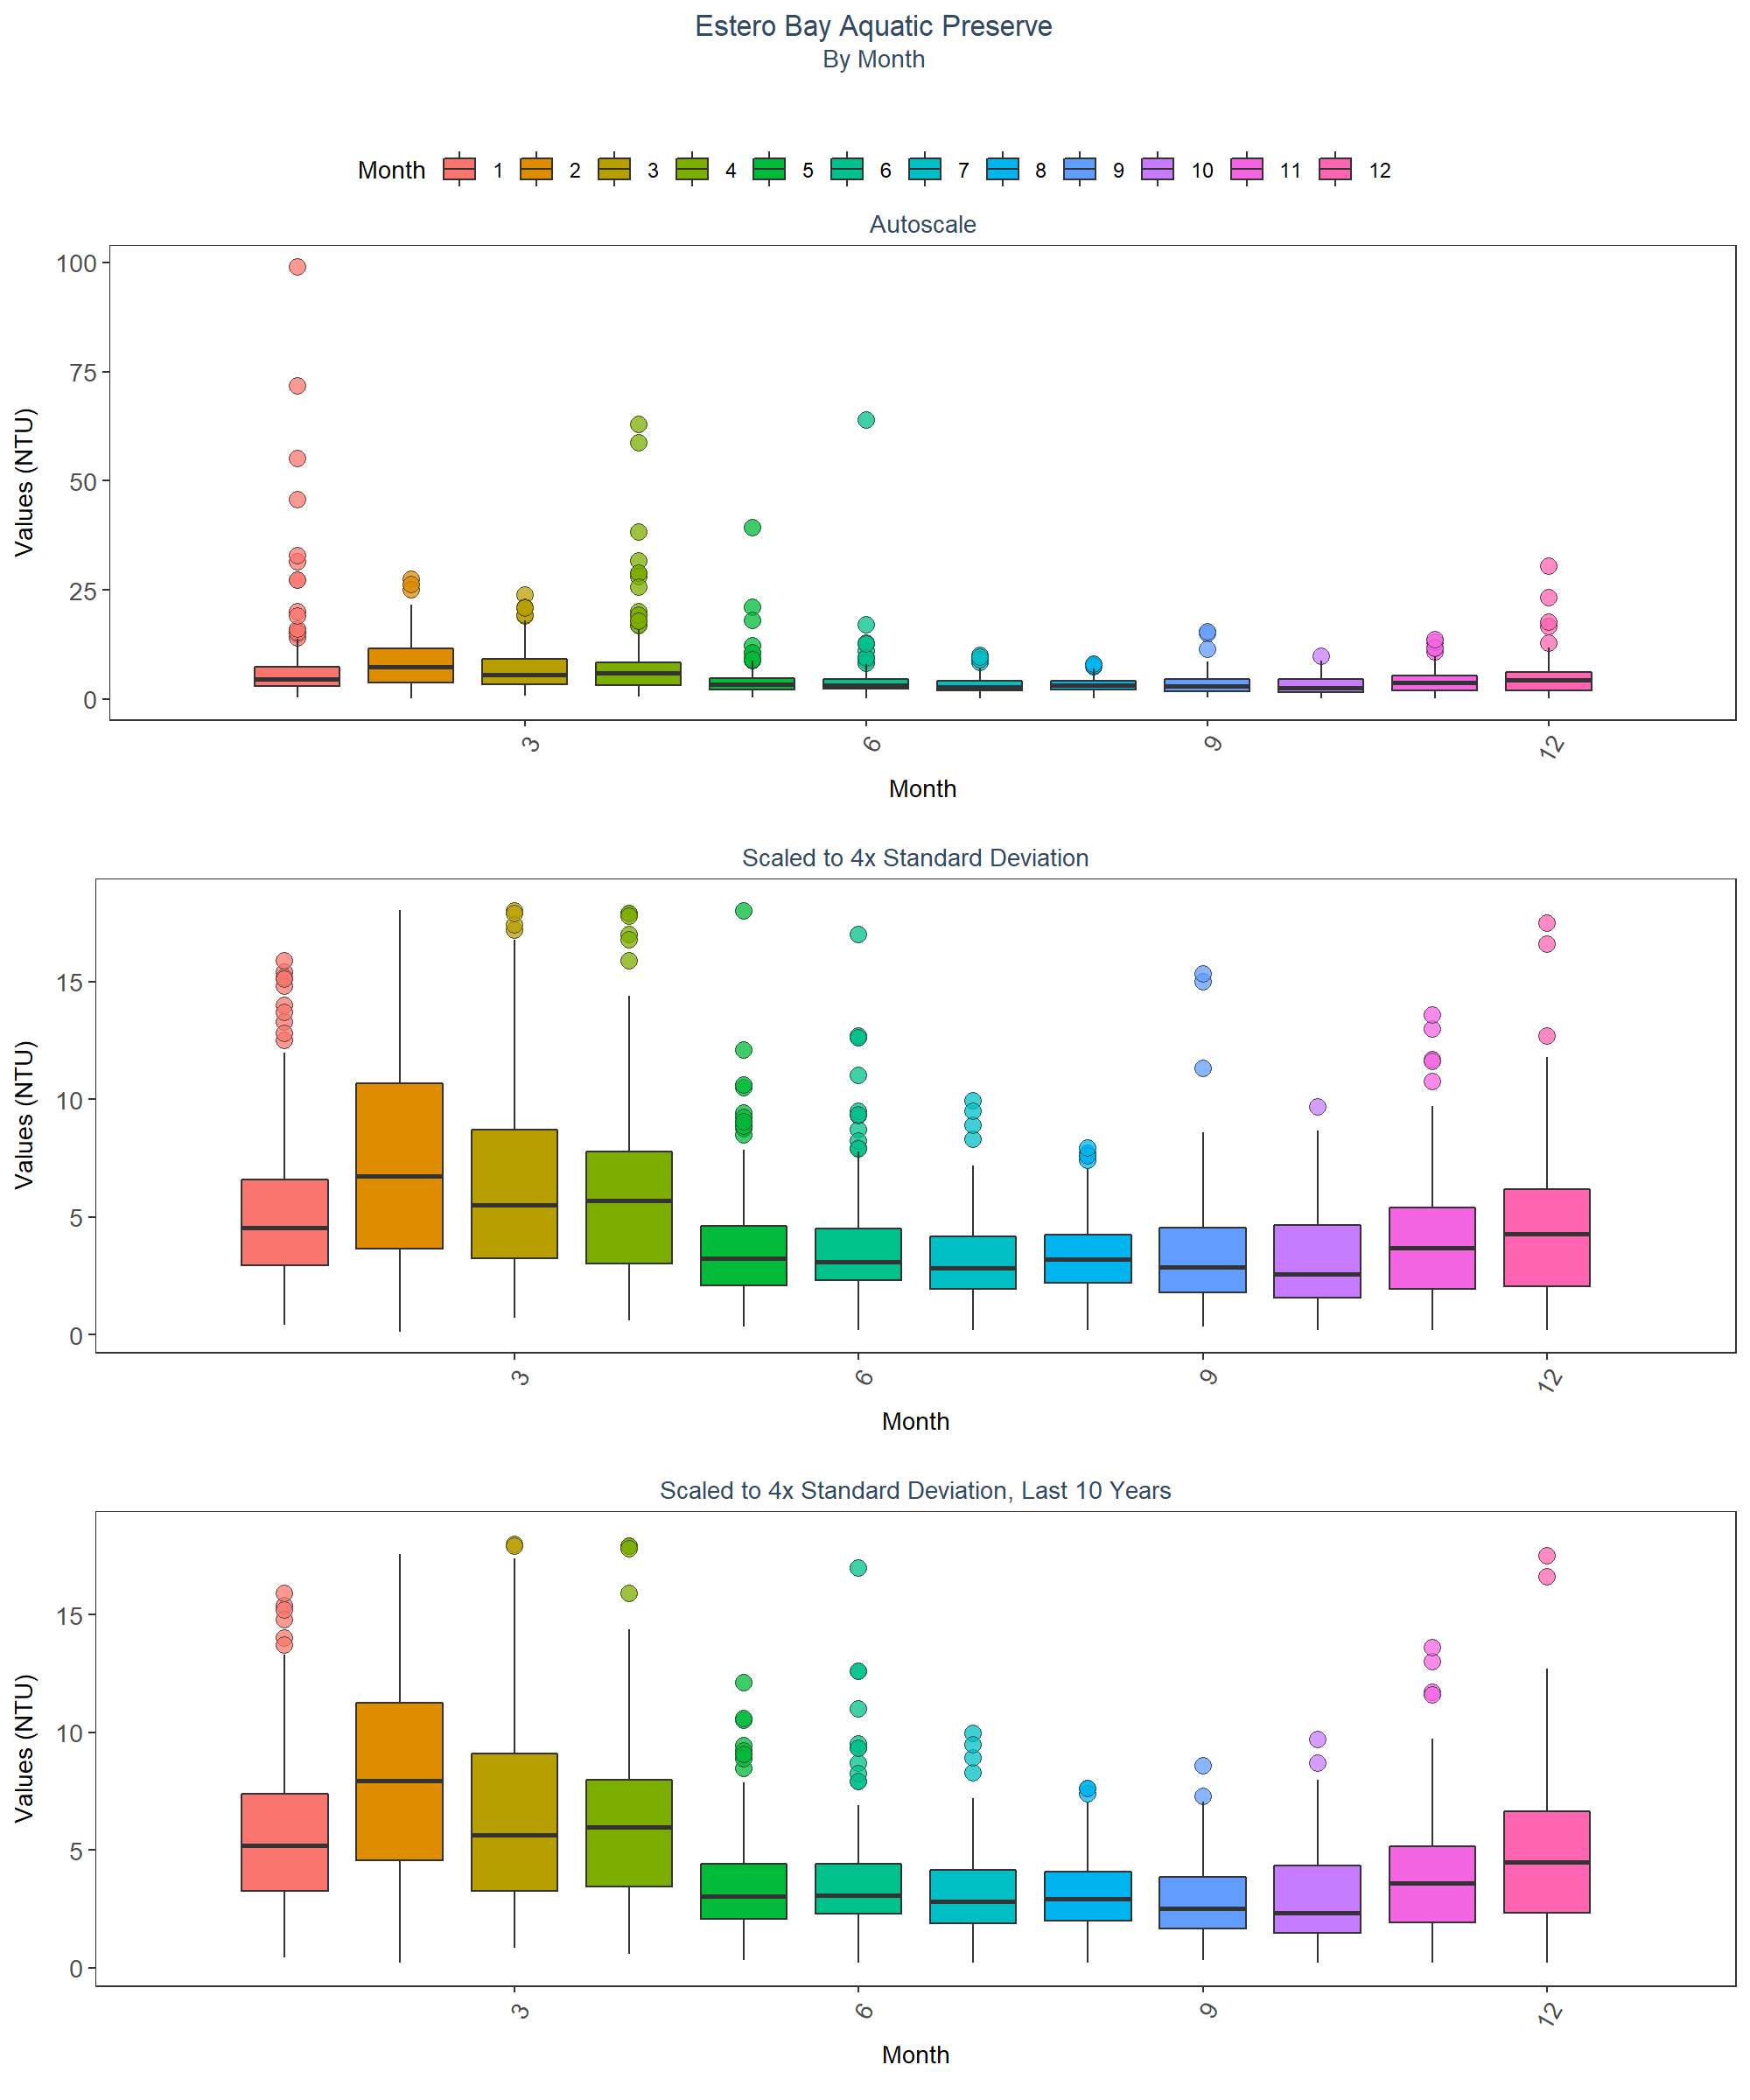 Estero Bay Aquatic Preserve
By Month
Month 1 2 3 4 5 6 7 8 9 10 11 12
Autoscale
Values (NTU)
100
75
50
25
0
3 6 9 12
Month
Scaled to 4x Standard Deviation
Values (NTU)
15
10
5
0
3 6 9 12
Month
Scaled to 4x Standard Deviation, Last 10 Years
Values (NTU)
15
10
5
0
3 6 9 12
Month